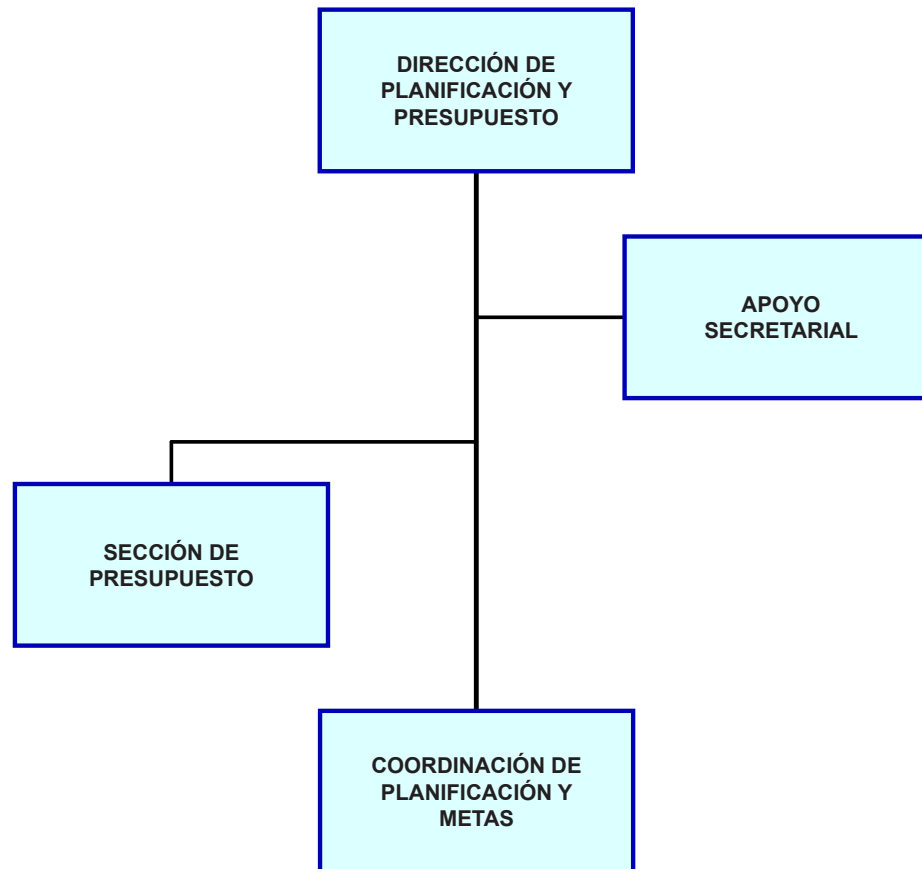 DIRECCIÓN DE
PLANIFICACIÓN Y
PRESUPUESTO
APOYO
SECRETARIAL
SECCIÓN DE
PRESUPUESTO
COORDINACIÓN DE
PLANIFICACIÓN Y
METAS